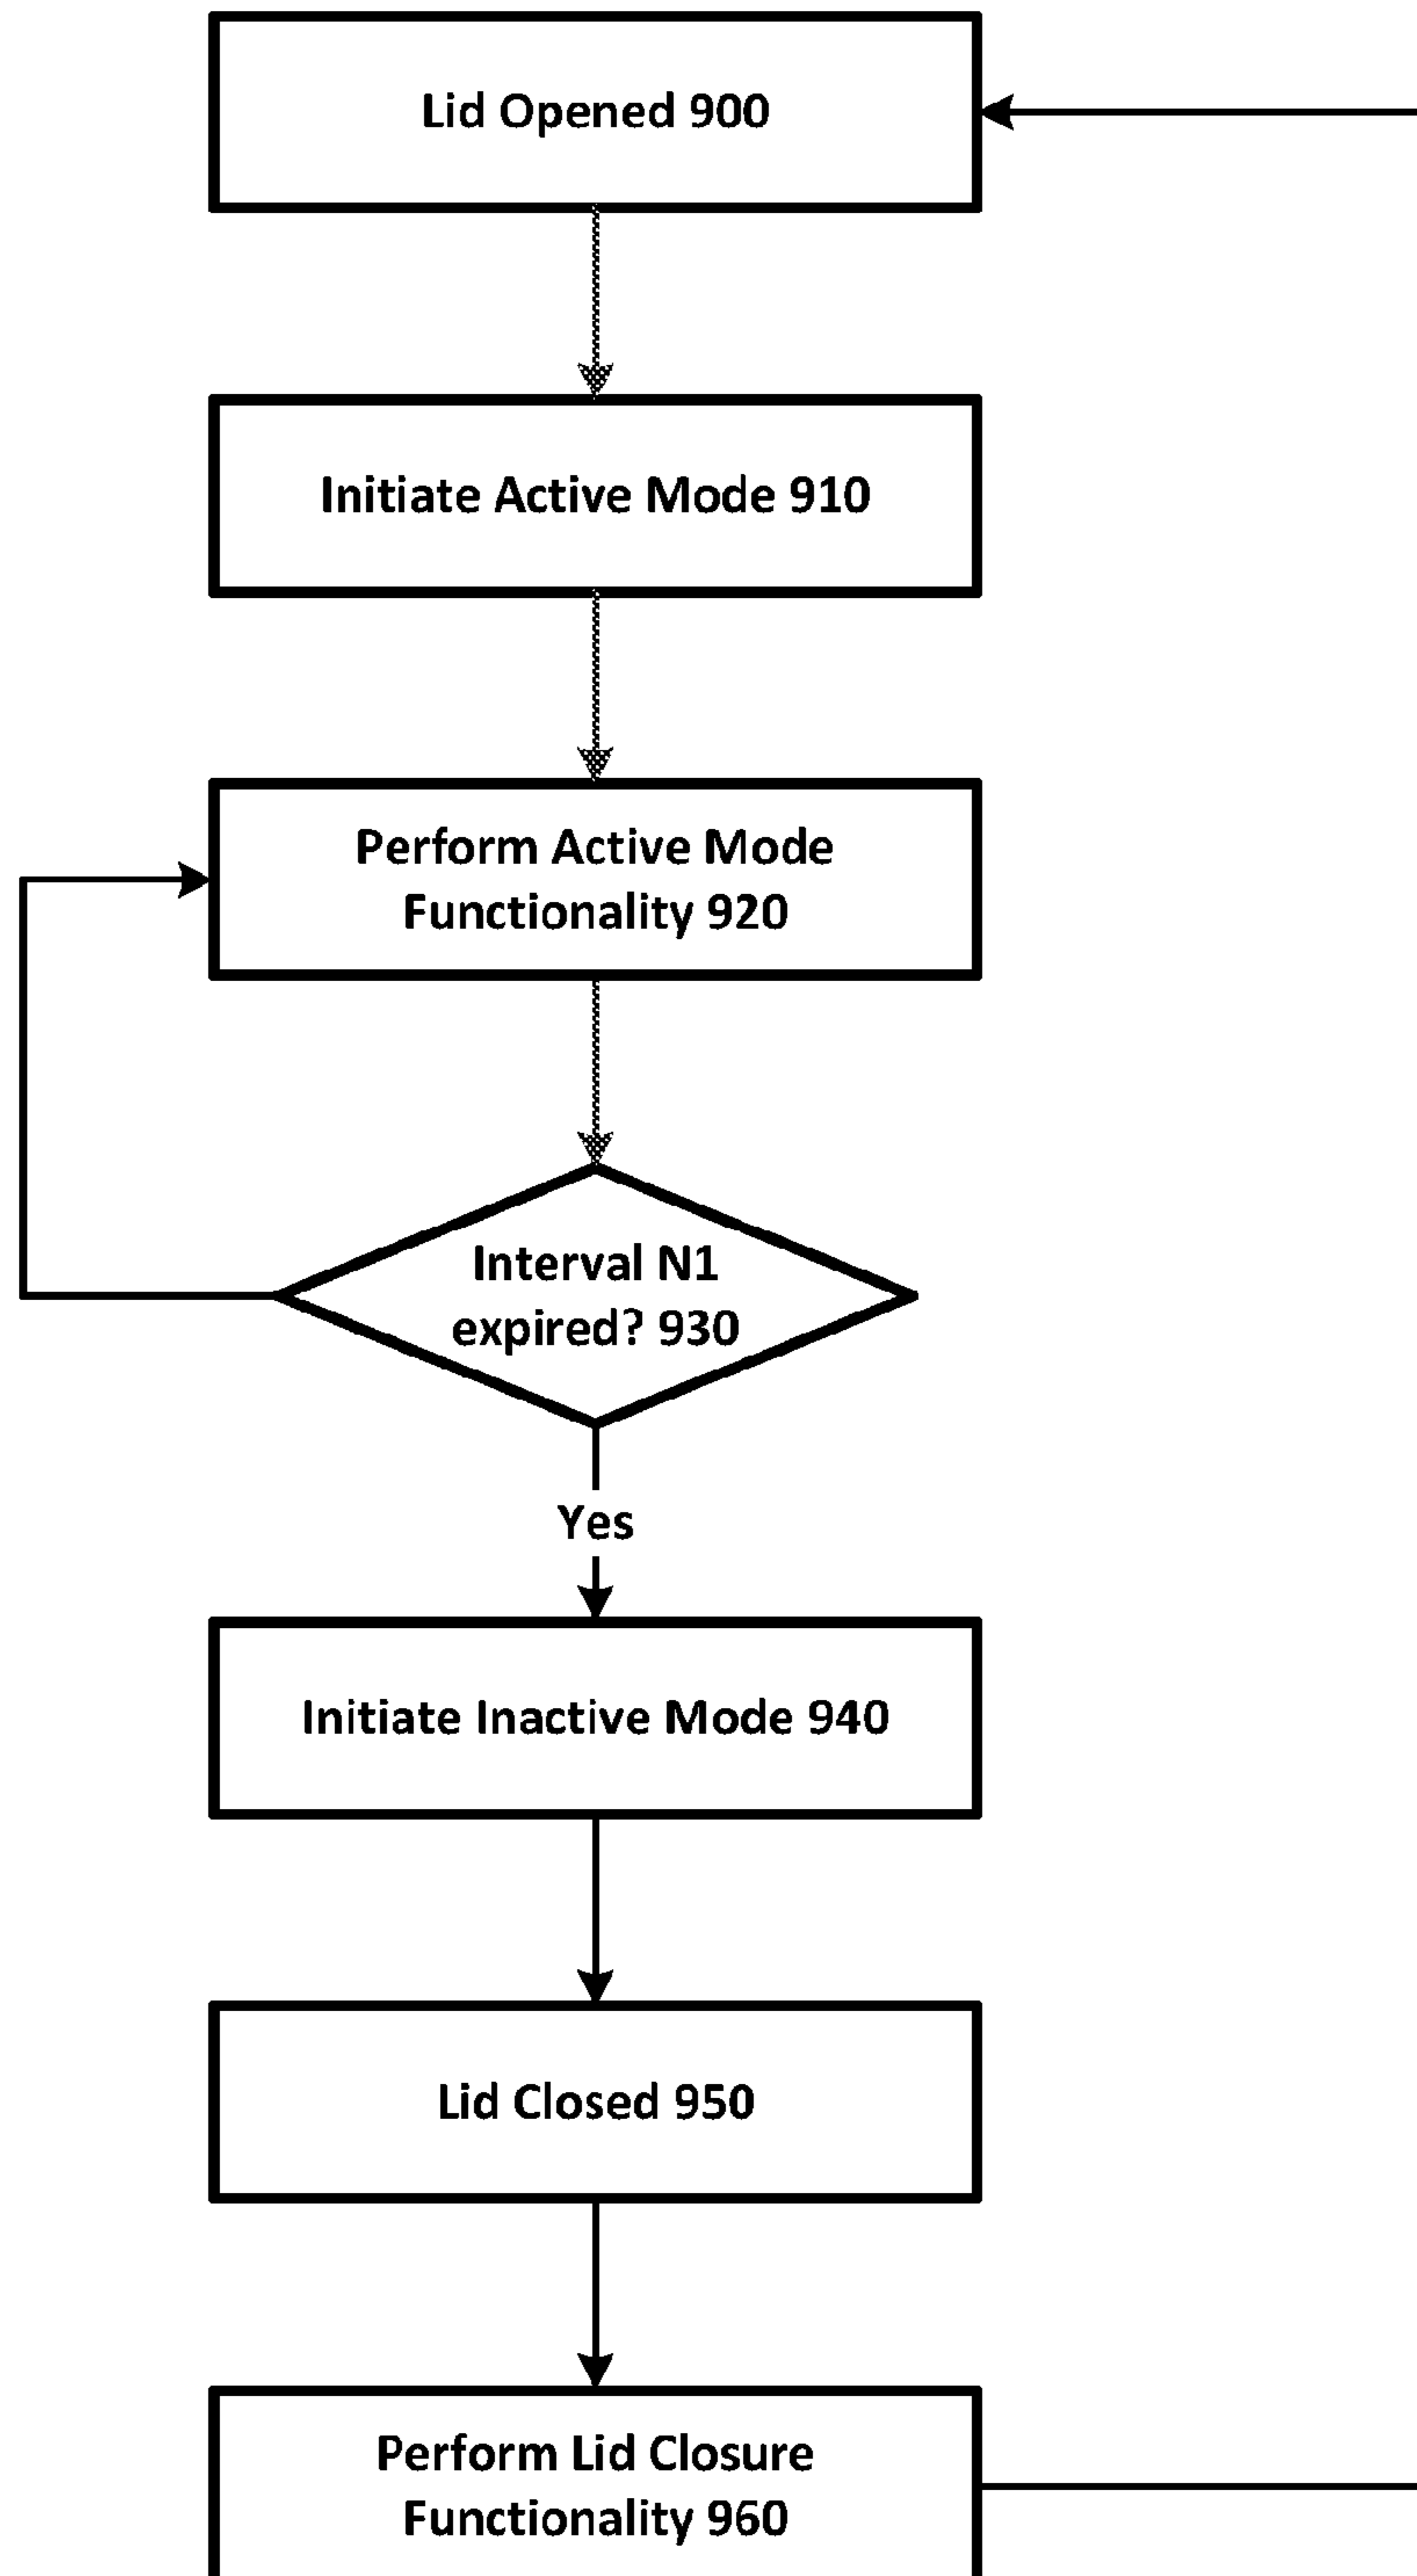 Lid Opened 900
Initiate Active Mode 910
Perform Active Mode
Functionality 920
Interval N1
expired? 930
Yes
Initiate Inactive Mode 940
Lid Closed 950
Perform Lid Closure
Functionality 960